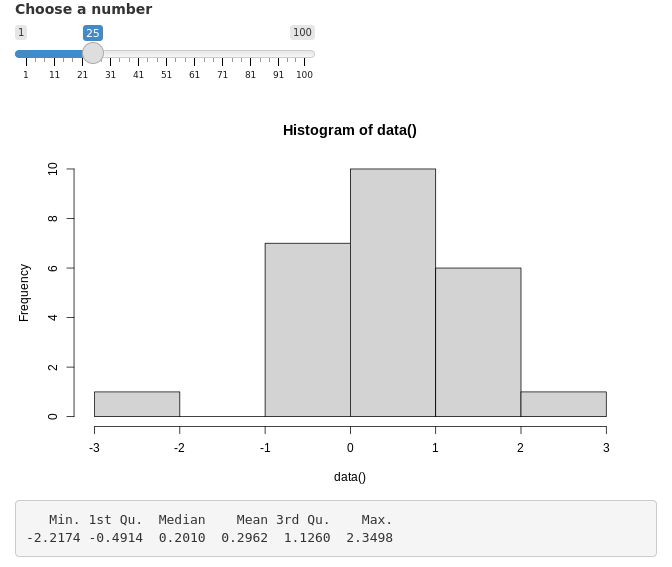 Choose a number
1 25 100
1 11 21 31 41 51 61 71 81 91 100
Histogram of data()
Frequency
10
8
6
4
2
0
-3 -2 -1 0 1 2 3
data()
Min. 1st Qu. Median Mean 3rd Qu. Max.
-2.2174 -0.4914 0.2010 0.2962 1.1260 2.3498